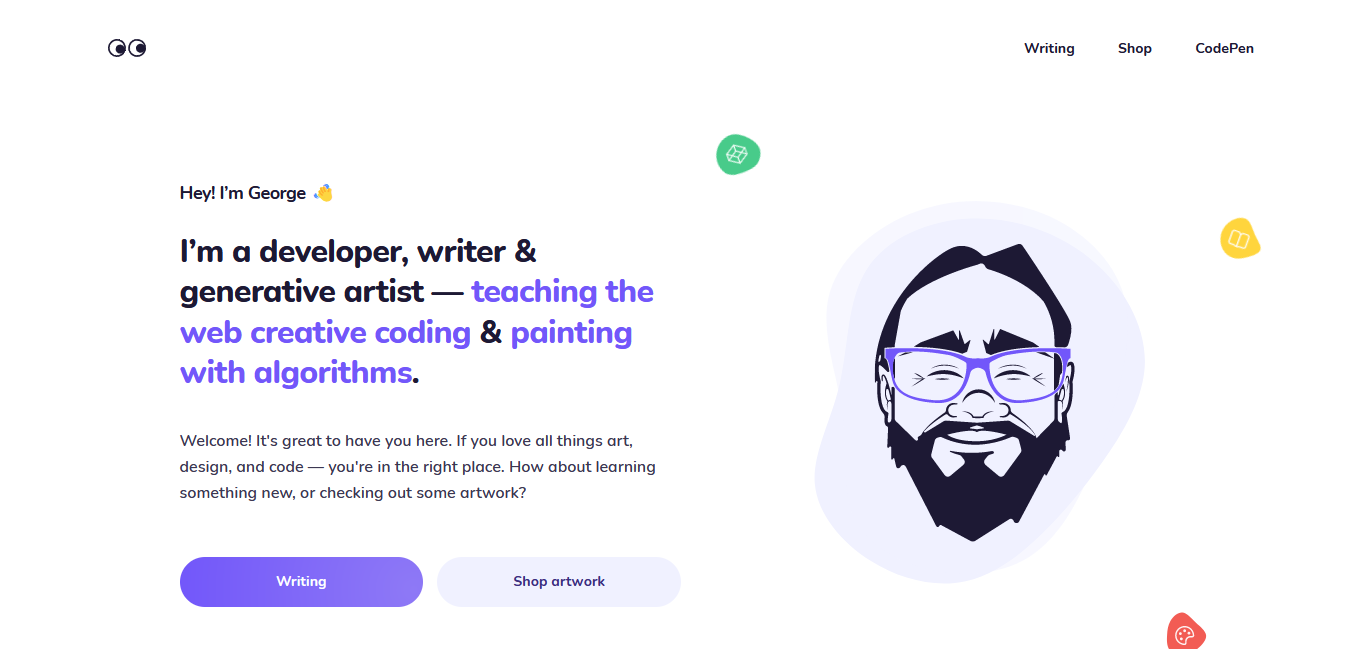 Writing
Shop
CodePen
Hey! I’m George 👋
I’m a developer, writer &
generative artist — teaching the
web creative coding & painting
with algorithms.
Welcome! It's great to have you here. If you love all things art,
design, and code — you're in the right place. How about learning
something new, or checking out some artwork?
Writing
Shop artwork